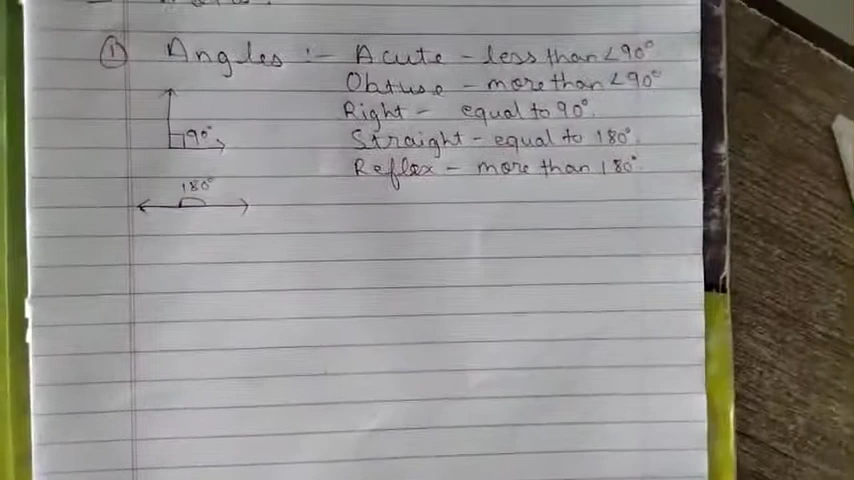 ① Angles :- Acute - less than <90°
Obtuse - more than <90°
Right - equal to 90°.
Straight - equal to 180°.
Reflex - more than 180°.
90°
180°